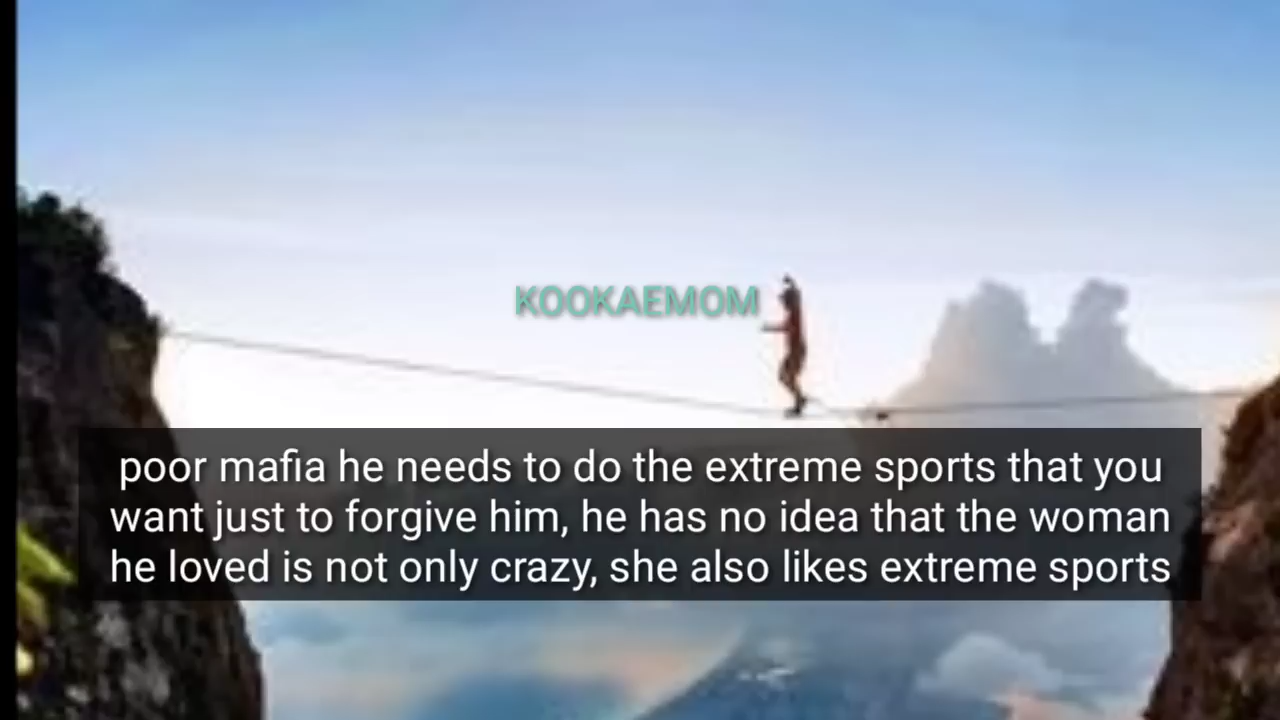 KOOKAEMOM
poor mafia he needs to do the extreme sports that you
want just to forgive him, he has no idea that the woman
he loved is not only crazy, she also likes extreme sports